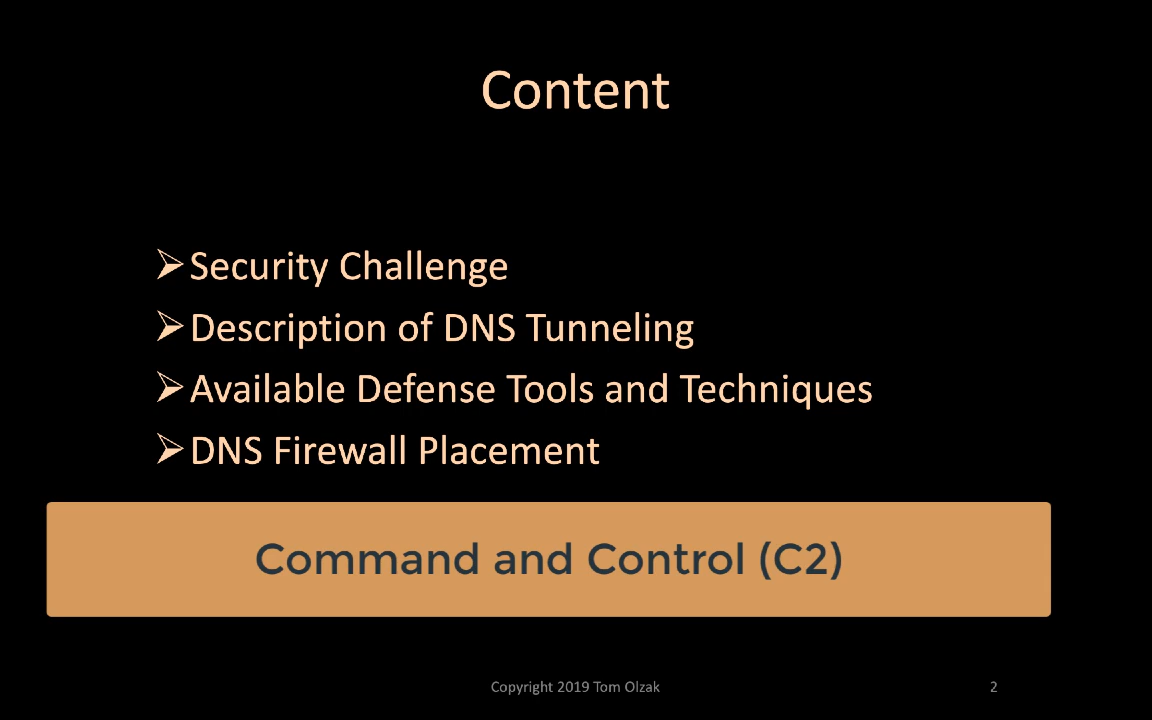 Content
➢Security Challenge
➢Description of DNS Tunneling
➢Available Defense Tools and Techniques
➢DNS Firewall Placement
Command and Control (C2)
Copyright 2019 Tom Olzak
2